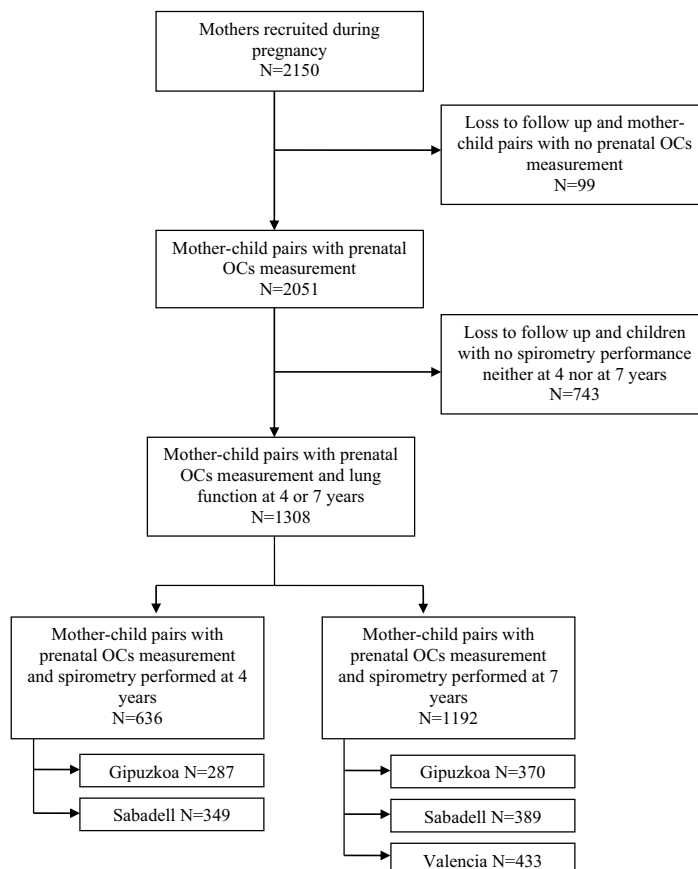 Mothers recruited during
pregnancy
N=2150
Loss to follow up and mother-
child pairs with no prenatal OCs
measurement
N=99
Mother-child pairs with prenatal
OCs measurement
N=2051
Loss to follow up and children
with no spirometry performance
neither at 4 nor at 7 years
N=743
Mother-child pairs with prenatal
OCs measurement and lung
function at 4 or 7 years
N=1308
Mother-child pairs with
prenatal OCs measurement
and spirometry performed at 4
years
N=636
Gipuzkoa N=287
Sabadell N=349
Mother-child pairs with
prenatal OCs measurement
and spirometry performed at 7
years
N=1192
Gipuzkoa N=370
Sabadell N=389
Valencia N=433